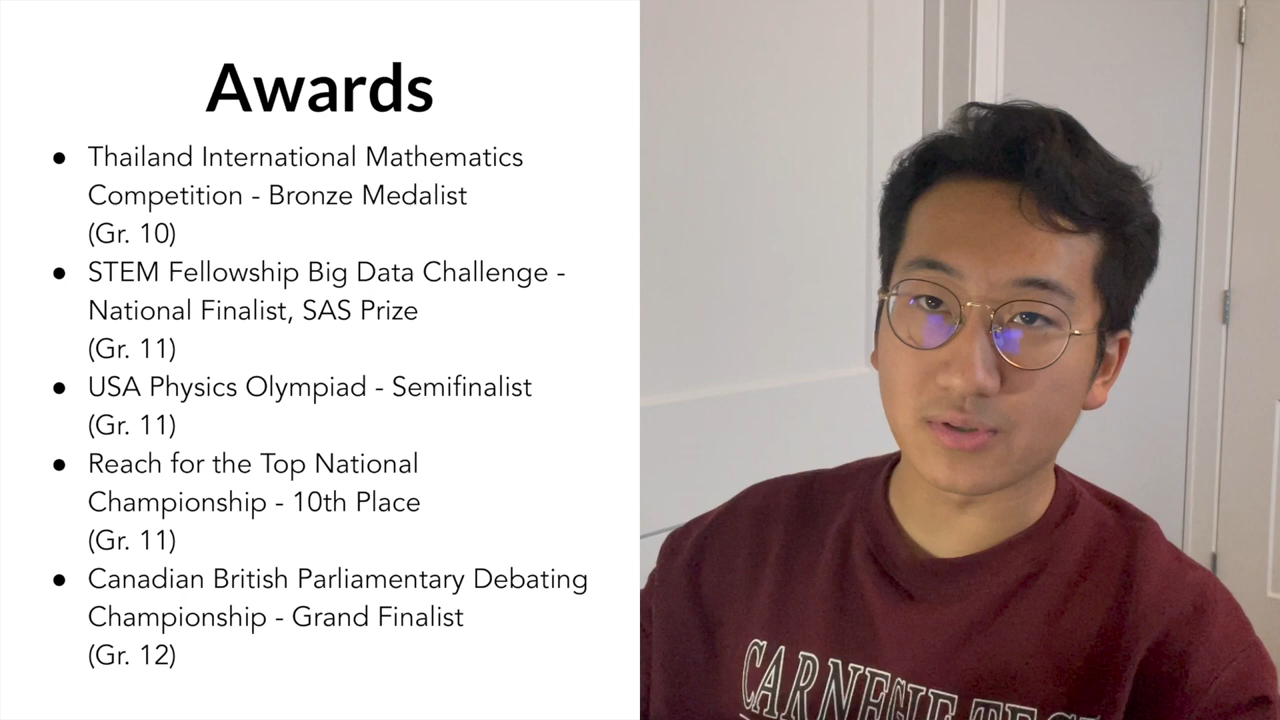 Awards
● Thailand International Mathematics
Competition - Bronze Medalist
(Gr. 10)
● STEM Fellowship Big Data Challenge -
National Finalist, SAS Prize
(Gr. 11)
● USA Physics Olympiad - Semifinalist
(Gr. 11)
● Reach for the Top National
Championship - 10th Place
(Gr. 11)
● Canadian British Parliamentary Debating
Championship - Grand Finalist
(Gr. 12)
CARNEGIE TECH